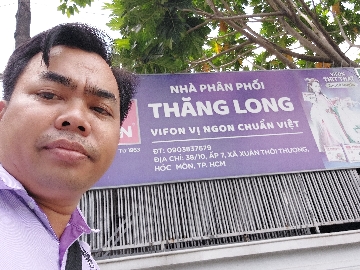 NHÀ PHÂN PHỐI
THĂNG LONG
VIFON VỊ NGON CHUẨN VIỆT
ĐT: 0903837679
ĐỊA CHỈ: 38/10, ẤP 7, XÃ XUÂN THỚI THƯỢNG,
HÓC MÔN, TP. HCM